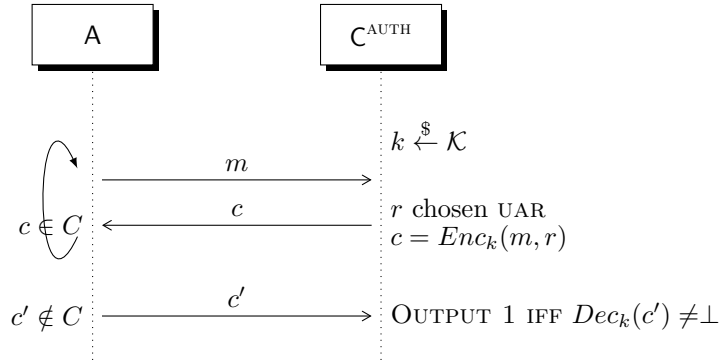 A
C^AUTH
k ←$ 𝒦
m
c
r chosen UAR
c ∈ C
c = Enc_k(m, r)
c′
c′ ∉ C
OUTPUT 1 IFF Dec_k(c′) ≠⊥